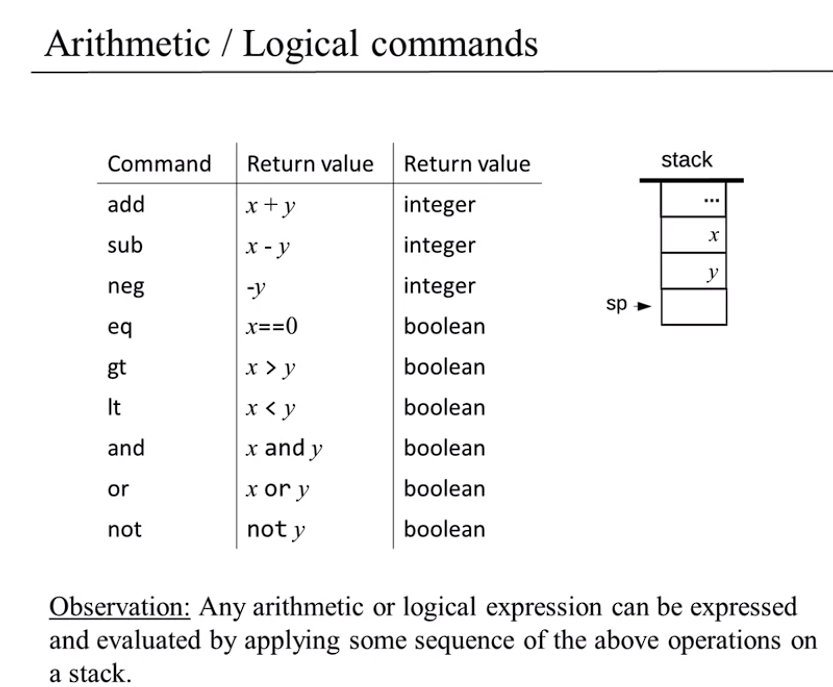 Arithmetic / Logical commands
Command Return value Return value
add x + y integer
sub x - y integer
neg -y integer
eq x==0 boolean
gt x > y boolean
lt x < y boolean
and x and y boolean
or x or y boolean
not not y boolean
stack
...
x
y
sp
Observation: Any arithmetic or logical expression can be expressed
and evaluated by applying some sequence of the above operations on
a stack.